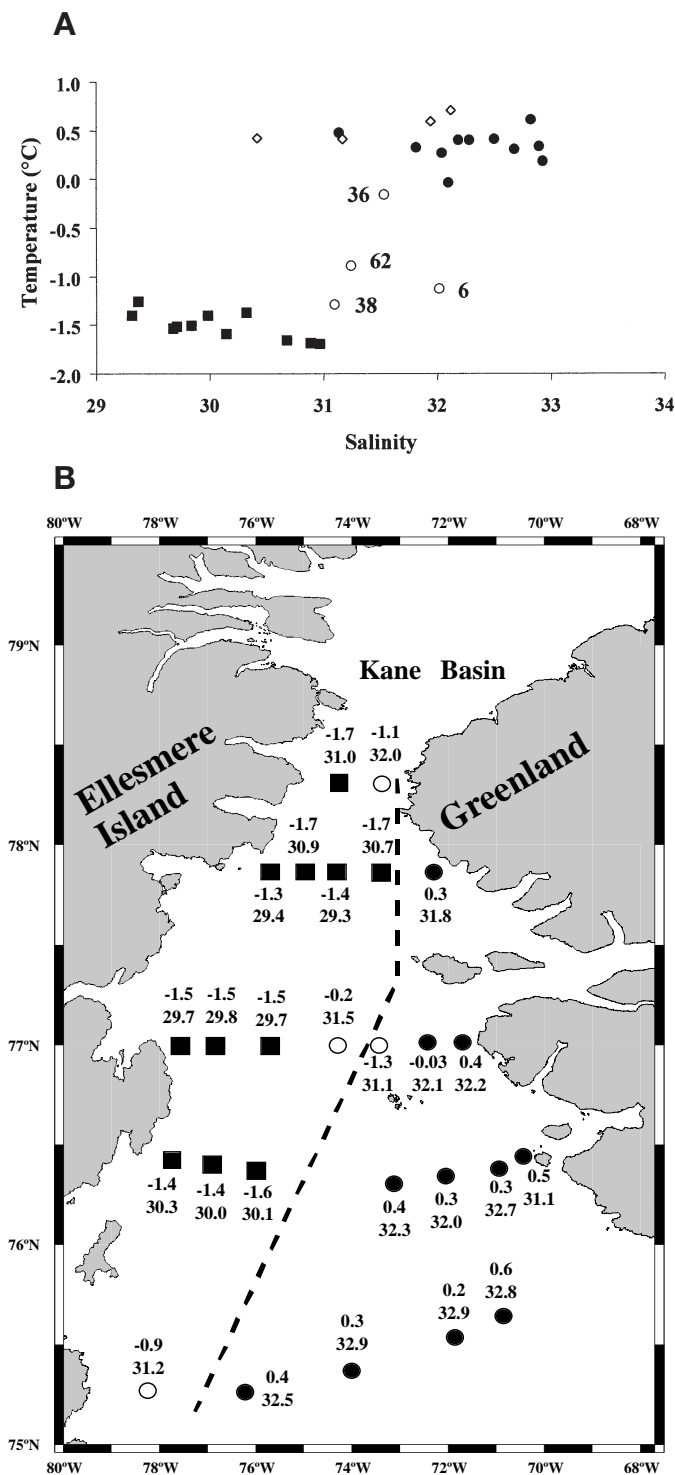 A
1.0
0.5
0.0
-0.5
-1.0
-1.5
-2.0
Temperature (°C)
36
62
6
38
29 30 31 32 33 34
Salinity
B
80°W 78°W 76°W 74°W 72°W 70°W 68°W
79°N
Kane Basin
Ellesmere
Island
Greenland
-1.7 -1.1
31.0 32.0
78°N
-1.7 -1.7
30.9 30.7
-1.3 -1.4 0.3
29.4 29.3 31.8
-1.5 -1.5 -1.5 -0.2
29.7 29.8 29.7 31.5
77°N
-1.3 -0.03 0.4
31.1 32.1 32.2
-1.4 -1.4 -1.6
30.3 30.0 30.1
0.4 0.3 0.3 0.5
32.3 32.0 32.7 31.1
76°N
0.3 0.2 0.6
32.9 32.9 32.8
-0.9
31.2
0.4
32.5
75°N
80°W 78°W 76°W 74°W 72°W 70°W 68°W